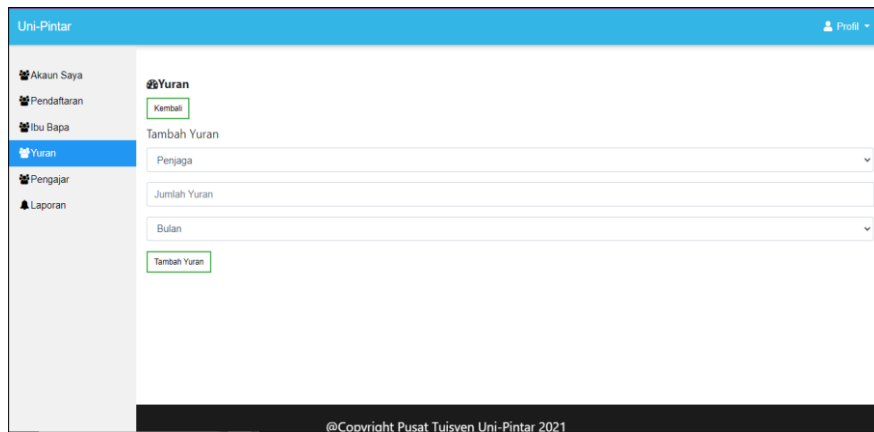 Uni-Pintar
Profil
Akaun Saya
Pendaftaran
Ibu Bapa
Yuran
Pengajar
Laporan
Yuran
Kembali
Tambah Yuran
Penjaga
Jumlah Yuran
Bulan
Tambah Yuran
@Copyright Pusat Tuisyen Uni-Pintar 2021